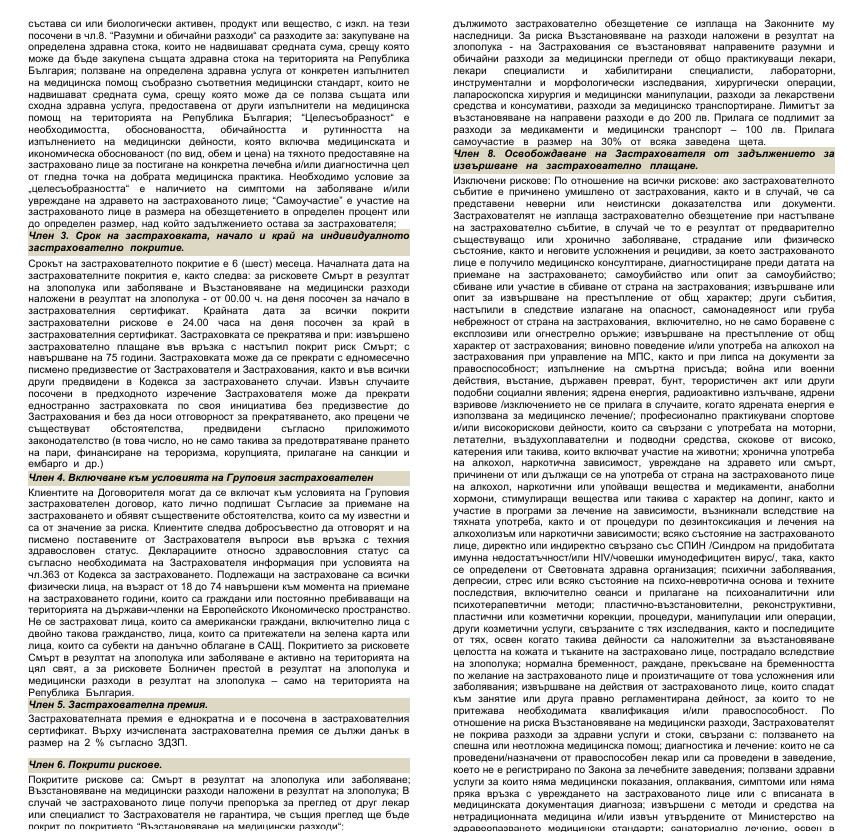 състава си или биологически активен, продукт или вещество, с изкл. на тези
посочени в чл.8. “Разумни и обичайни разходи“ са разходите за: закупуване на
определена здравна стока, които не надвишават средната сума, срещу която
може да бъде закупена същата здравна стока на територията на Република
България; ползване на определена здравна услуга от конкретен изпълнител
на медицинска помощ съобразно съответния медицински стандарт, които не
надвишават средната сума, срещу която може да се ползва същата или
сходна здравна услуга, предоставена от други изпълнители на медицинска
помощ на територията на Република България; “Целесъобразност“ е
необходимостта, обосноваността, обичайността и рутинността на
изпълнението на медицински дейности, която включва медицинската и
икономическа обоснованост (по вид, обем и цена) на тяхното предоставяне на
застраховано лице за постигане на конкретна лечебна и/или диагностична цел
от гледна точка на добрата медицинска практика. Необходимо условие за
„целесъобразността“ е наличието на симптоми на заболяване и/или
увреждане на здравето на застрахованото лице; “Самоучастие“ е участие на
застрахованото лице в размера на обезщетението в определен процент или
до определен размер, над който задължението остава за застрахователя;
Член 3. Срок на застраховката, начало и край на индивидуалното
застрахователно покритие.
Срокът на застрахователното покритие е 6 (шест) месеца. Началната дата на
застрахователните покрития е, както следва: за рисковете Смърт в резултат
на злополука или заболяване и Възстановяване на медицински разходи
наложени в резултат на злополука - от 00.00 ч. на деня посочен за начало в
застрахователния сертификат. Крайната дата за всички покрити
застрахователни рискове е 24.00 часа на деня посочен за край в
застрахователния сертификат. Застраховката се прекратява и при: извършено
застрахователно плащане във връзка с настъпил покрит риск Смърт; с
навършване на 75 години. Застраховката може да се прекрати с едномесечно
писмено предизвестие от Застрахователя и Застрахования, както и във всички
други предвидени в Кодекса за застраховането случаи. Извън случаите
посочени в предходното изречение Застрахователя може да прекрати
едностранно застраховката по своя инициатива без предизвестие до
Застрахования и без да носи отговорност за прекратяването, ако прецени че
съществуват обстоятелства, предвидени съгласно приложимото
законодателство (в това число, но не само такива за предотвратяване прането
на пари, финансиране на тероризма, корупцията, прилагане на санкции и
ембарго и др.)
Член 4. Включване към условията на Груповия застраховател
Клиентите на Договорителя могат да се включат към условията на Груповия
застрахователен договор, като лично подпишат Съгласие за приемане на
застраховането и обявят съществените обстоятелства, които са му известни и
са от значение за риска. Клиентите следва добросъвестно да отговорят и на
писмено поставените от Застрахователя въпроси във връзка с техния
здравословен статус. Декларациите относно здравословния статус са
съгласно необходимата на Застрахователя информация при условията на
чл.363 от Кодекса за застраховането. Подлежащи на застраховане са всички
физически лица, на възраст от 18 до 74 навършени към момента на приемане
на застраховането години, които са граждани или постоянно пребиваващи на
територията на държави-членки на Европейското Икономическо пространство.
Не се застраховат лица, които са американски граждани, включително лица с
двойно такова гражданство, лица, които са притежатели на зелена карта или
лица, които са субекти на данъчно облагане в САЩ. Покритието за рисковете
Смърт в резултат на злополука или заболяване е активно на територията на
цял свят, а за рисковете Болничен престой в резултат на злополука и
медицински разходи в резултат на злополука – само на територията на
Република България.
Член 5. Застрахователна премия.
Застрахователната премия е еднократна и е посочена в застрахователния
сертификат. Върху изчислената застрахователна премия се дължи данък в
размер на 2 % съгласно ЗДЗП.
Член 6. Покрити рискове.
Покритите рискове са: Смърт в резултат на злополука или заболяване;
Възстановяване на медицински разходи наложени в резултат на злополука; В
случай че застрахованото лице получи препоръка за преглед от друг лекар
или специалист то Застрахователя не гарантира, че същия преглед ще бъде
покрит по покритието “Възстановяване на медицински разходи“;
дължимото застрахователно обезщетение се изплаща на Законните му
наследници. За риска Възстановяване на разходи наложени в резултат на
злополука - на Застрахования се възстановяват направените разумни и
обичайни разходи за медицински прегледи от общо практикуващи лекари,
лекари специалисти и хабилитирани специалисти, лабораторни,
инструментални и морфологични изследвания, хирургически операции,
лапароскопска хирургия и медицински манипулации, разходи за лекарствени
средства и консумативи, разходи за медицинско транспортиране. Лимитът за
възстановяване на направени разходи е до 200 лв. Прилага се подлимит за
разходи за медикаменти и медицински транспорт – 100 лв. Прилага
самоучастие в размер на 30% от всяка заведена щета.
Член 8. Освобождаване на Застрахователя от задължението за
извършване на застрахователно плащане.
Изключени рискове: По отношение на всички рискове: ако застрахователното
събитие е причинено умишлено от застрахования, както и в случай, че са
представени неверни или неистински доказателства или документи.
Застрахователят не изплаща застрахователно обезщетение при настъпване
на застрахователно събитие, в случай че то е резултат от предварително
съществуващо или хронично заболяване, страдание или физическо
състояние, както и неговите усложнения и рецидиви, за което застрахованото
лице е получило медицинско консултиране, диагностициране преди датата на
приемане на застраховането; самоубийство или опит за самоубийство;
сбиване или участие в сбиване от страна на застрахования; извършване или
опит за извършване на престъпление от общ характер; други събития,
настъпили в следствие излагане на опасност, самонадеяност или груба
небрежност от страна на застрахования, включително, но не само боравене с
експлозиви или огнестрелно оръжие; извършване на престъпление от общ
характер от застрахования; виновно поведение и/или употреба на алкохол на
застрахования при управление на МПС, както и при липса на документи за
правоспособност; изпълнение на смъртна присъда; война или военни
действия, въстание, държавен преврат, бунт, терористичен акт или други
подобни социални явления; ядрена енергия, радиоактивно излъчване, ядрени
взривове /изключението не се прилага в случаите, когато ядрената енергия е
използвана за медицинско лечение/; професионално практикувани спортове
и/или високорискови дейности, които са свързани с употребата на моторни,
летателни, въздухоплавателни и подводни средства, скокове от високо,
катерения или такива, които включват участие на животни; хронична употреба
на алкохол, наркотична зависимост, увреждане на здравето или смърт,
причинени от или дължащи се на употреба от страна на застрахованото лице
на алкохол, наркотични или упойващи вещества и медикаменти, анаболни
хормони, стимулиращи вещества или такива с характер на допинг, както и
участие в програми за лечение на зависимости, възникнали вследствие на
тяхната употреба, както и от процедури по дезинтоксикация и лечения на
алкохолизъм или наркотични зависимости; всяко състояние на застрахованото
лице, директно или индиректно свързано със СПИН /Синдром на придобитата
имунна недостатъчност/или HIV/човешки имунодефицитен вирус/, така, както
се определени от Световната здравна организация; психични заболявания,
депресии, стрес или всяко състояние на психо-невротична основа и техните
последствия, включително сеанси и прилагане на психоаналитични или
психотерапевтични методи; пластично-възстановителни, реконструктивни,
пластични или козметични корекции, процедури, манипулации или операции,
други козметични услуги, свързаните с тях изследвания, както и последиците
от тях, освен когато такива дейности са наложителни за възстановяване
целостта на кожата и тъканите на застраховано лице, пострадало вследствие
на злополука; нормална бременност, раждане, прекъсване на бременността
по желание на застрахованото лице и произтичащите от това усложнения или
заболявания; извършване на действия от застрахованото лице, които спадат
към занятие или друга правно регламентирана дейност, за които то не
притежава необходимата квалификация и/или правоспособност. По
отношение на риска Възстановяване на медицински разходи, Застрахователят
не покрива разходи за здравни услуги и стоки, свързани с: ползването на
спешна или неотложна медицинска помощ; диагностика и лечение: които не са
проведени/назначени от правоспособен лекар или са проведени в заведение,
което не е регистрирано по Закона за лечебните заведения; ползвани здравни
услуги за които няма медицински показания, оплаквания, симптоми или няма
пряка връзка с увреждането на застрахованото лице или с вписаната в
медицинската документация диагноза; извършени с методи и средства на
нетрадиционната медицина и/или извън утвърдените от Министерство на
здравеопазването медицински стандарти; санаториално лечение, освен в